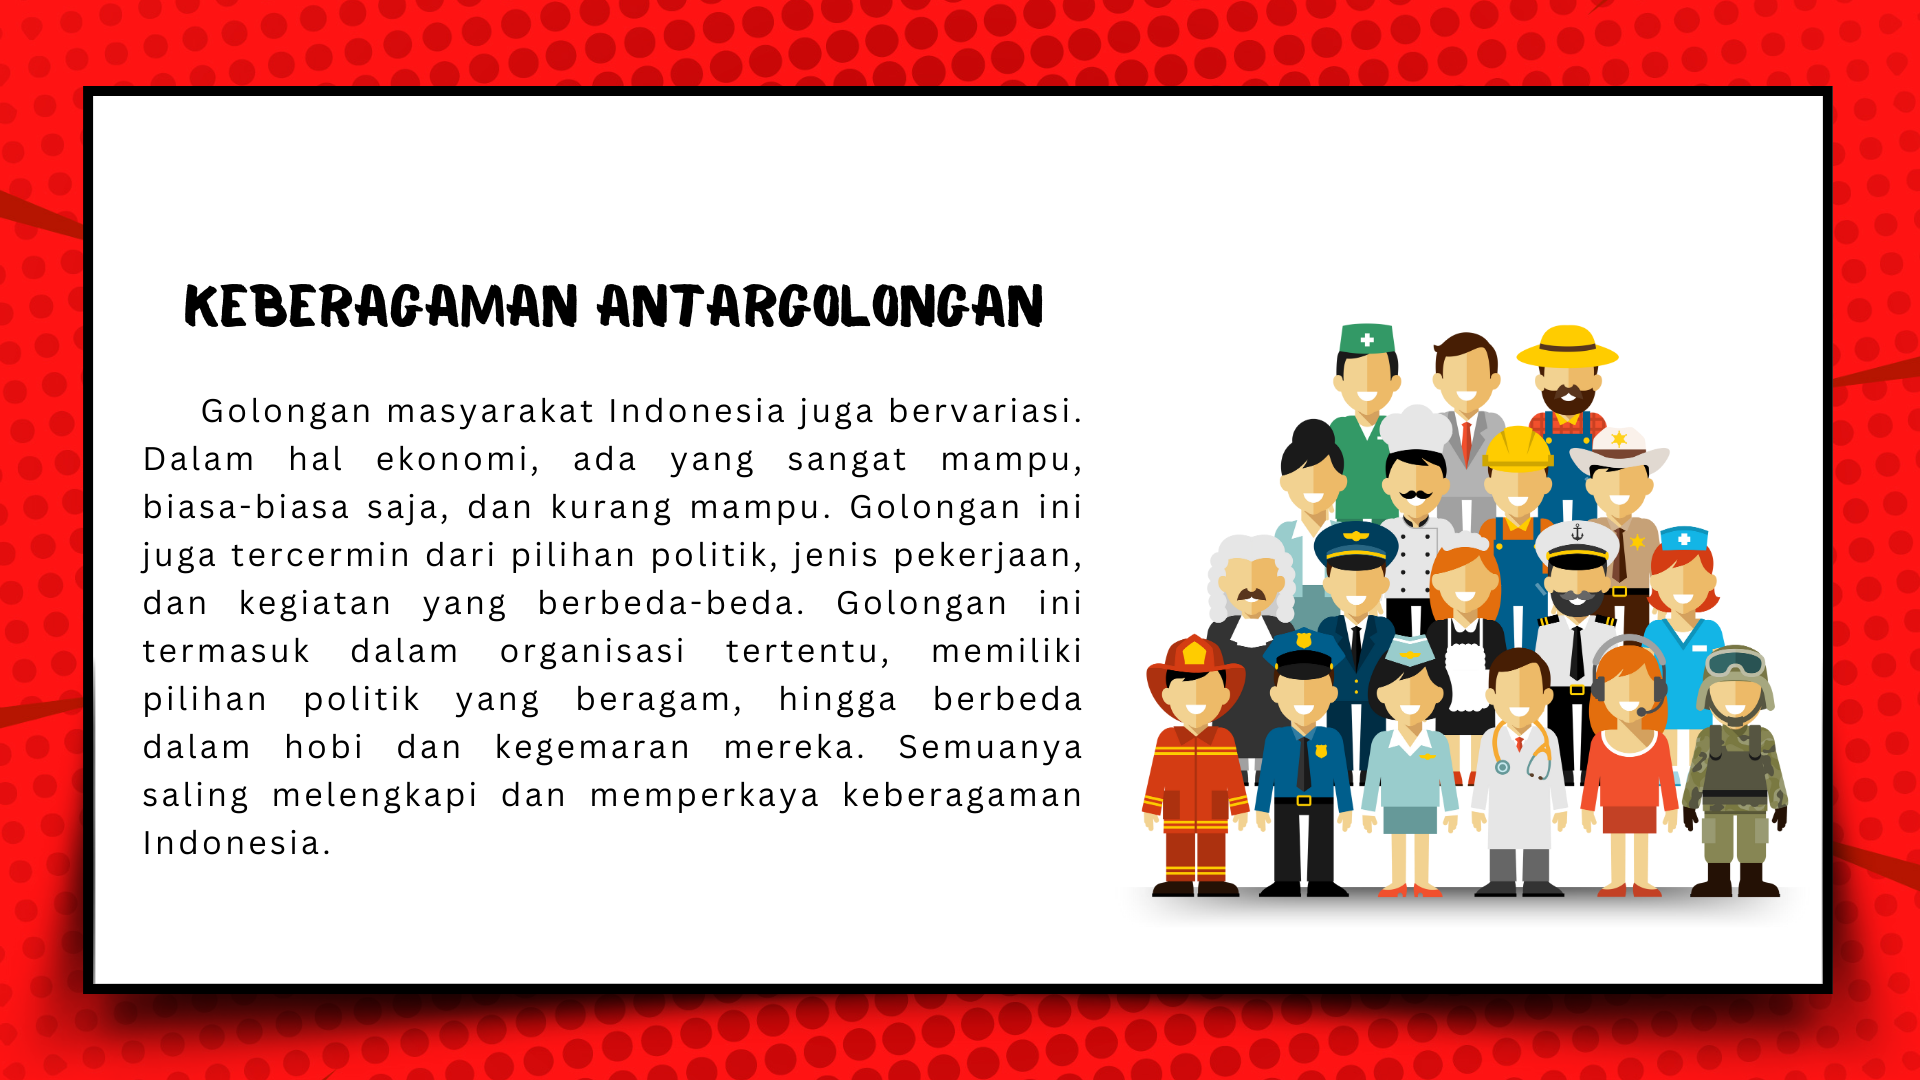 KEBERAGAMAN ANTARGOLONGAN
Golongan masyarakat Indonesia juga bervariasi.
Dalam hal ekonomi, ada yang sangat mampu,
biasa-biasa saja, dan kurang mampu. Golongan ini
juga tercermin dari pilihan politik, jenis pekerjaan,
dan kegiatan yang berbeda-beda. Golongan ini
termasuk dalam organisasi tertentu, memiliki
pilihan politik yang beragam, hingga berbeda
dalam hobi dan kegemaran mereka. Semuanya
saling melengkapi dan memperkaya keberagaman
Indonesia.